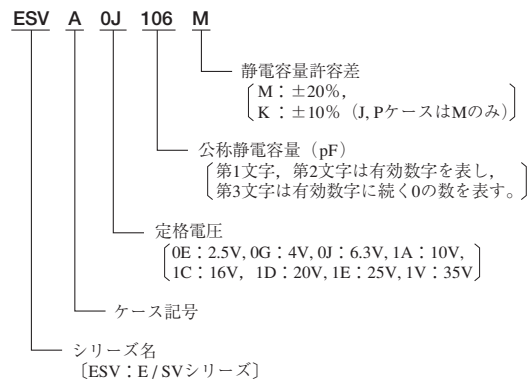 ESV A 0J 106 M
静電容量許容差
M：±20%，
K：±10%（J, PケースはMのみ）
公称静電容量（pF）
第1文字，第2文字は有効数字を表し，
第3文字は有効数字に続く0の数を表す。
定格電圧
0E：2.5V, 0G：4V, 0J：6.3V, 1A：10V,
1C：16V, 1D：20V, 1E：25V, 1V：35V
ケース記号
シリーズ名
〔ESV：E / SVシリーズ〕